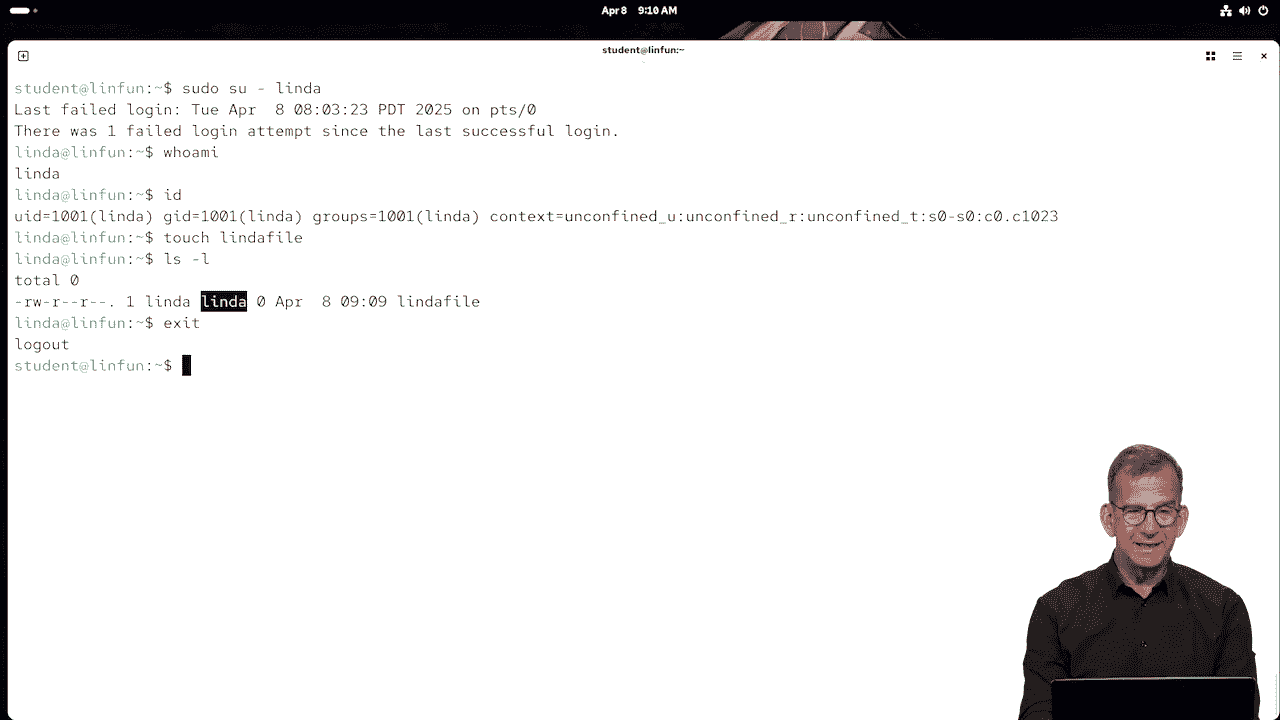 Apr 8 9:10 AM
student@linfun:~
student@linfun:~$ sudo su - linda
Last failed login: Tue Apr  8 08:03:23 PDT 2025 on pts/0
There was 1 failed login attempt since the last successful login.
linda@linfun:~$ whoami
linda
linda@linfun:~$ id
uid=1001(linda) gid=1001(linda) groups=1001(linda) context=unconfined_u:unconfined_r:unconfined_t:s0-s0:c0.c1023
linda@linfun:~$ touch lindafile
linda@linfun:~$ ls -l
total 0
-rw-r--r--. 1 linda linda 0 Apr  8 09:09 lindafile
linda@linfun:~$ exit
logout
student@linfun:~$